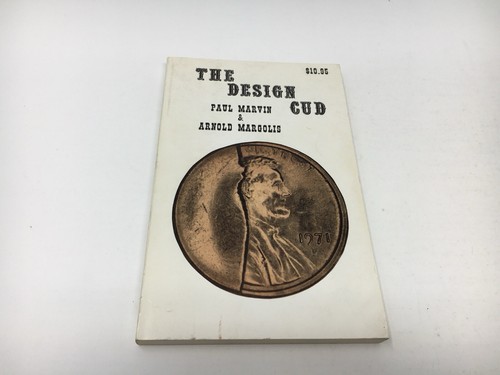 THE
DESIGN
CUD
$10.95
PAUL MARVIN
&
ARNOLD MARGOLIS
1971